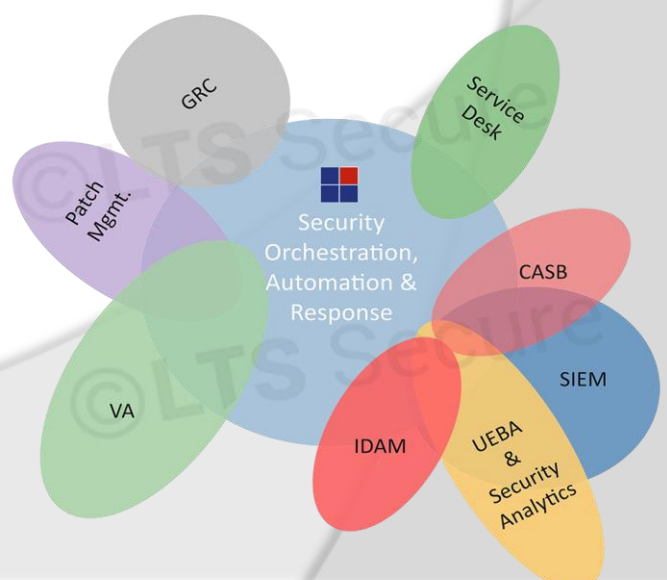 GRC
Service
Desk
Patch
Mgmt.
Security
Orchestration,
Automation &
Response
CASB
SIEM
VA
IDAM
UEBA
&
Security
Analytics
©LTS Secure
©LTS Secure